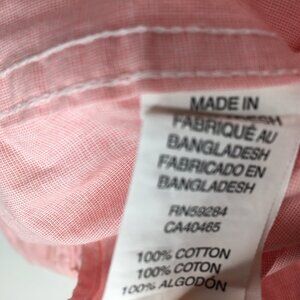 MADE IN
BANGLADESH
FABRIQUÉ AU
BANGLADESH
FABRICADO EN
BANGLADESH
RN59284
CA40465
100% COTTON
100% COTON
100% ALGODÓN